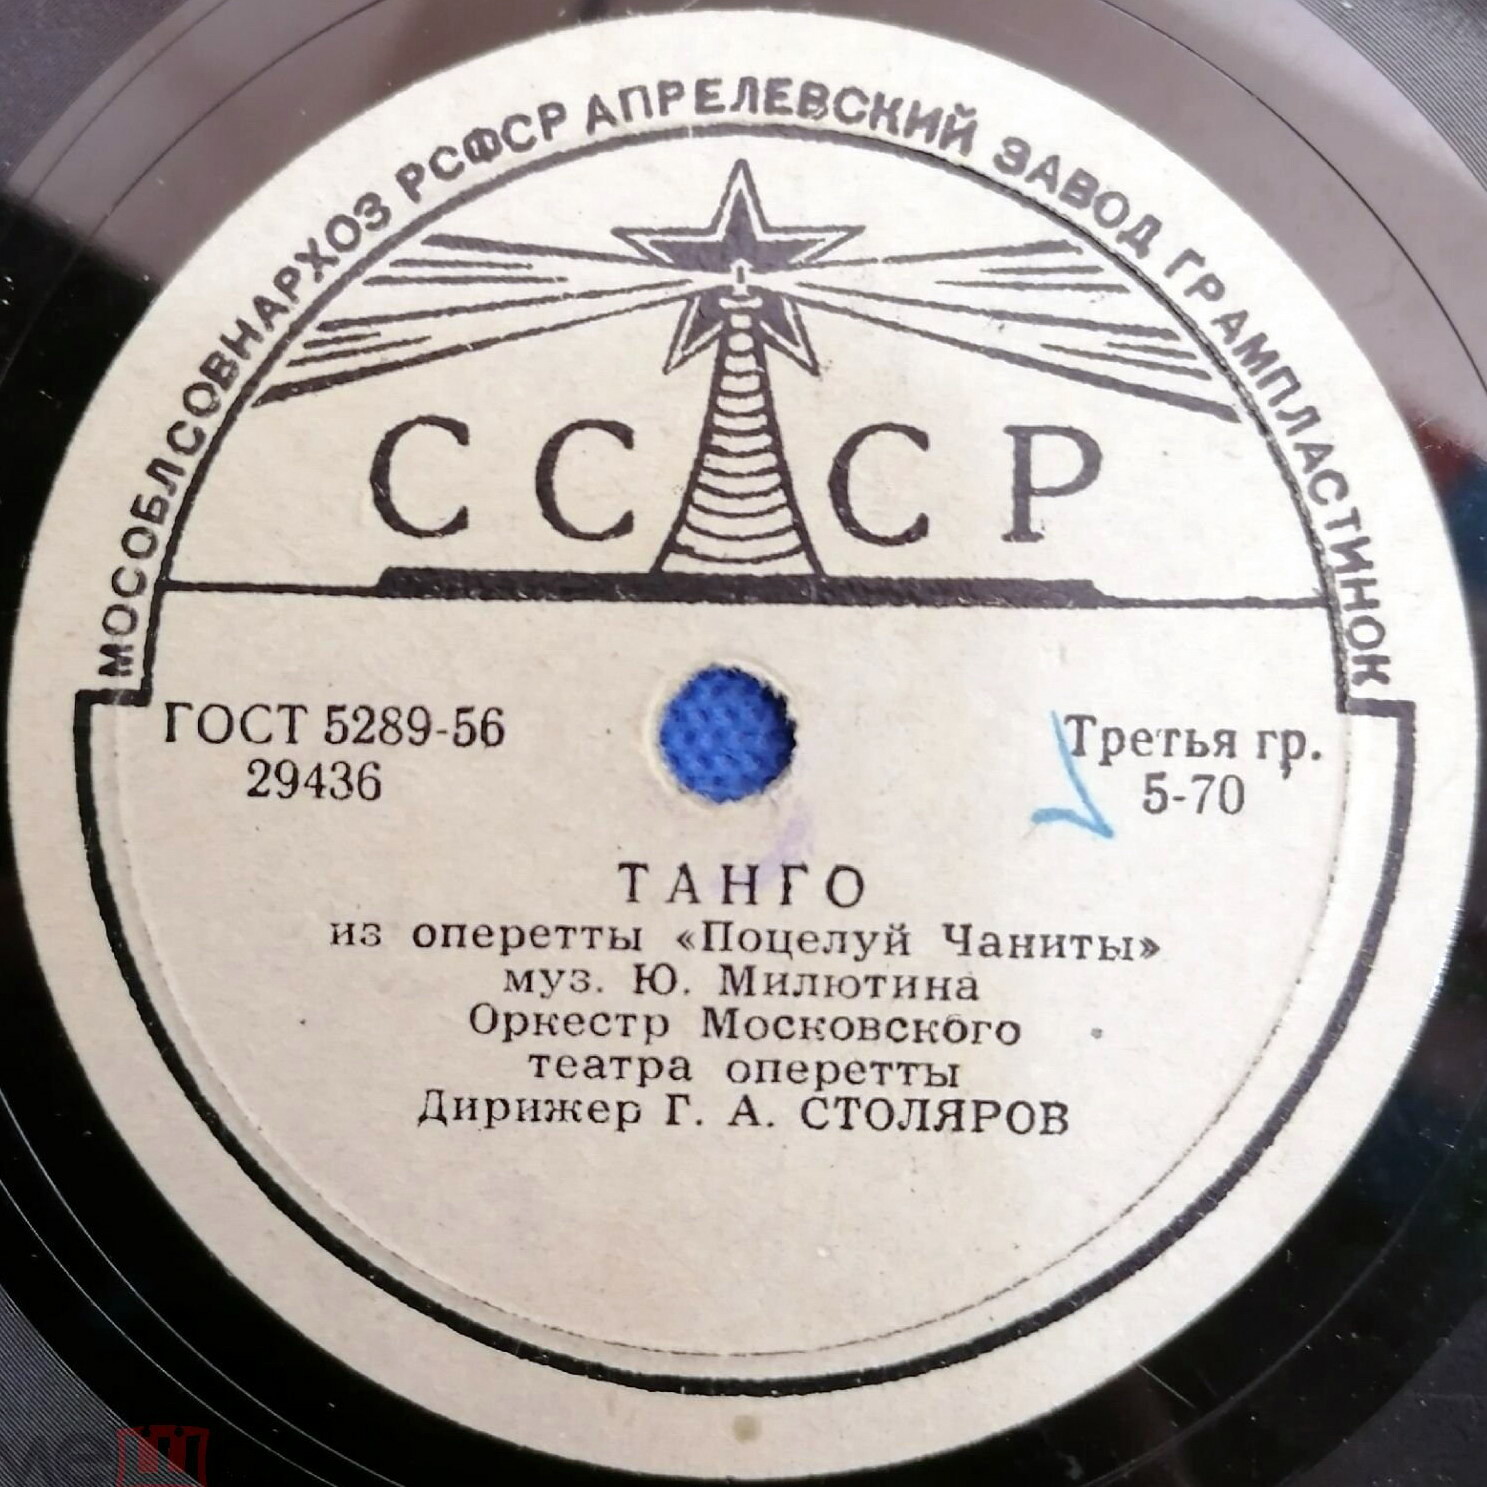 МОСОБЛСОВНАРХОЗ РСФСР АПРЕЛЕВСКИЙ ЗАВОД ГРАМПЛАСТИНОК
СССР
ГОСТ 5289-56
29436
Третья гр.
5-70
ТАНГО
из оперетты «Поцелуй Чаниты»
муз. Ю. Милютина
Оркестр Московского
театра оперетты
Дирижер Г. А. СТОЛЯРОВ